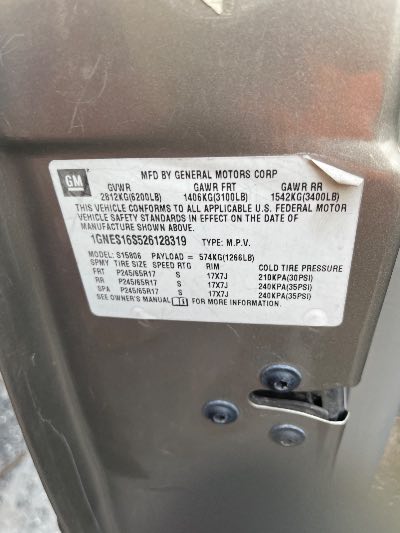 GM
MFD BY GENERAL MOTORS CORP
GVWR GAWR FRT GAWR RR
2812KG(6200LB) 1406KG(3100LB) 1542KG(3400LB)
THIS VEHICLE CONFORMS TO ALL APPLICABLE U.S. FEDERAL MOTOR
VEHICLE SAFETY STANDARDS IN EFFECT ON THE DATE OF
MANUFACTURE SHOWN ABOVE.
1GNES16S526128319 TYPE: M.P.V.
MODEL: S15806 PAYLOAD = 574KG(1266LB)
SPMY TIRE SIZE SPEED RTG RIM COLD TIRE PRESSURE
FRT P245/65R17 S 17X7J 210KPA(30PSI)
RR P245/65R17 S 17X7J 240KPA(35PSI)
SPA P245/65R17 S 17X7J 240KPA(35PSI)
SEE OWNER'S MANUAL FOR MORE INFORMATION.